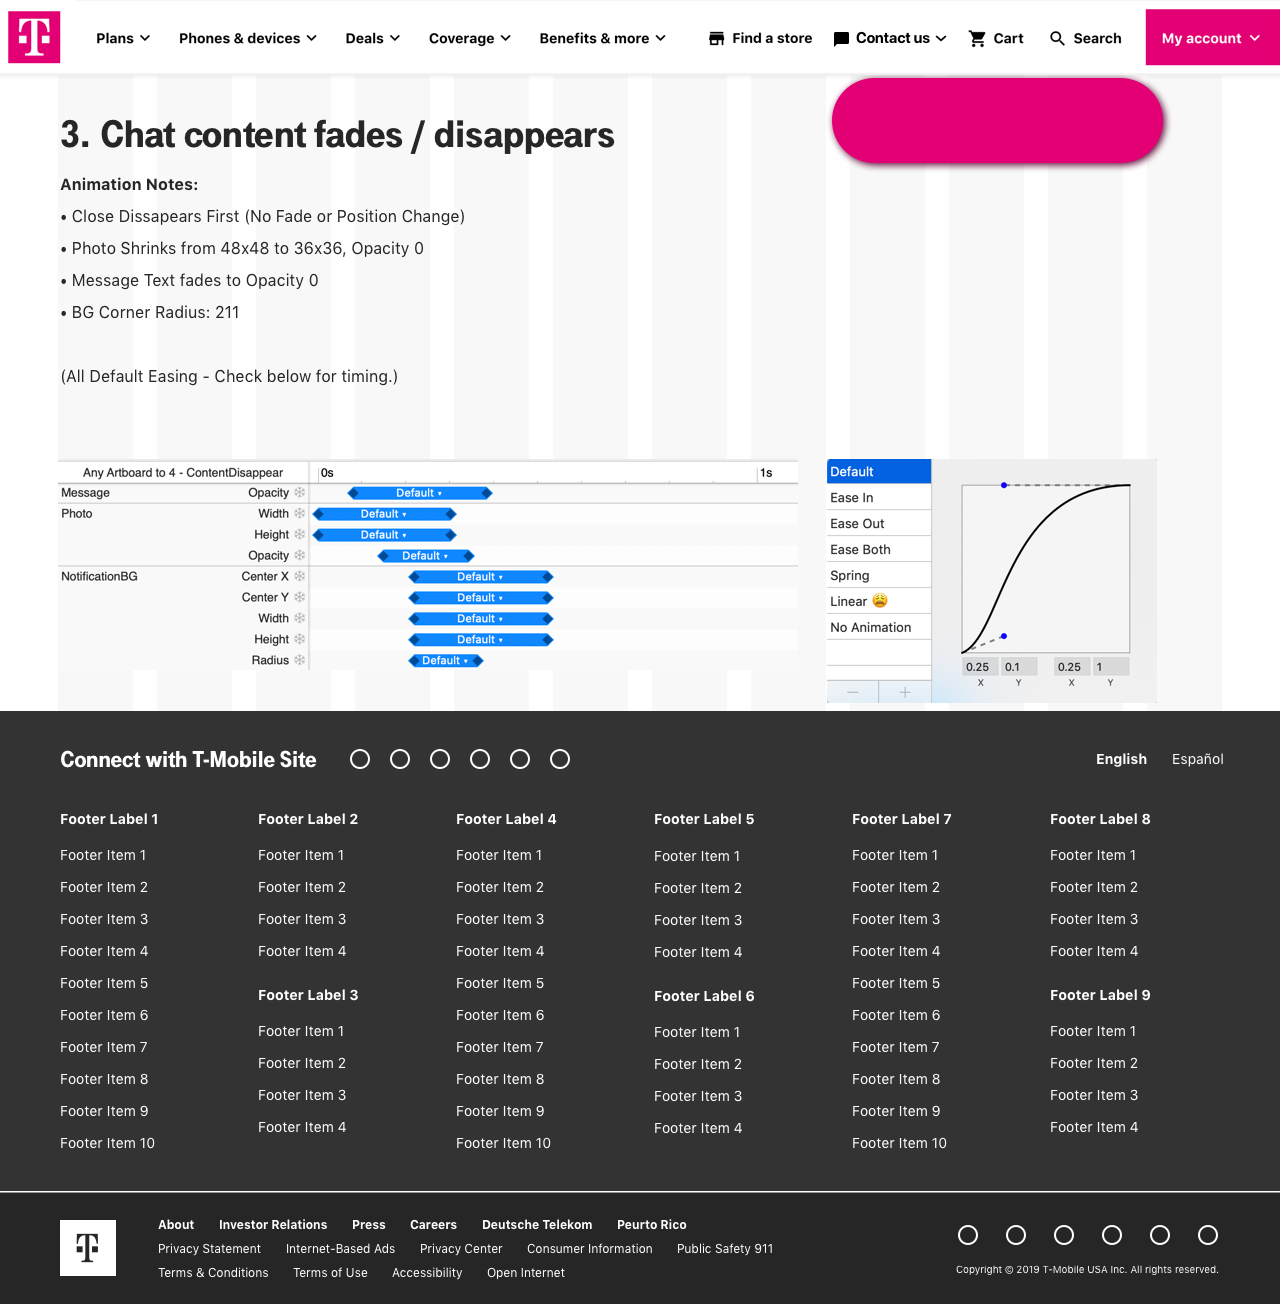 T Plans Phones & devices Deals Coverage Benefits & more Find a store Contact us Cart Search My account
3. Chat content fades / disappears
Animation Notes:
• Close Dissapears First (No Fade or Position Change)
• Photo Shrinks from 48x48 to 36x36, Opacity 0
• Message Text fades to Opacity 0
• BG Corner Radius: 211
(All Default Easing - Check below for timing.)
Any Artboard to 4 - ContentDisappear 0s 1s
Message Opacity Default
Photo Width Default
Height Default
Opacity Default
NotificationBG Center X Default
Center Y Default
Width Default
Height Default
Radius Default
Default
Ease In
Ease Out
Ease Both
Spring
Linear 😩
No Animation
0.25 0.1 0.25 1
X Y X Y
Connect with T-Mobile Site English Español
Footer Label 1
Footer Item 1
Footer Item 2
Footer Item 3
Footer Item 4
Footer Item 5
Footer Item 6
Footer Item 7
Footer Item 8
Footer Item 9
Footer Item 10
Footer Label 2
Footer Item 1
Footer Item 2
Footer Item 3
Footer Item 4
Footer Label 3
Footer Item 1
Footer Item 2
Footer Item 3
Footer Item 4
Footer Label 4
Footer Item 1
Footer Item 2
Footer Item 3
Footer Item 4
Footer Item 5
Footer Item 6
Footer Item 7
Footer Item 8
Footer Item 9
Footer Item 10
Footer Label 5
Footer Item 1
Footer Item 2
Footer Item 3
Footer Item 4
Footer Label 6
Footer Item 1
Footer Item 2
Footer Item 3
Footer Item 4
Footer Label 7
Footer Item 1
Footer Item 2
Footer Item 3
Footer Item 4
Footer Item 5
Footer Item 6
Footer Item 7
Footer Item 8
Footer Item 9
Footer Item 10
Footer Label 8
Footer Item 1
Footer Item 2
Footer Item 3
Footer Item 4
Footer Label 9
Footer Item 1
Footer Item 2
Footer Item 3
Footer Item 4
T
About Investor Relations Press Careers Deutsche Telekom Peurto Rico
Privacy Statement Internet-Based Ads Privacy Center Consumer Information Public Safety 911
Terms & Conditions Terms of Use Accessibility Open Internet
Copyright © 2019 T-Mobile USA Inc. All rights reserved.